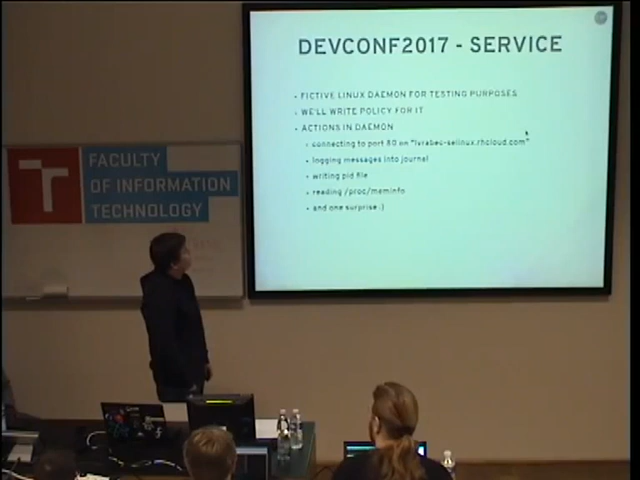 DEVCONF2017 - SERVICE
FICTIVE LINUX DAEMON FOR TESTING PURPOSES
WE'LL WRITE POLICY FOR IT
ACTIONS IN DAEMON
connecting to port 80 on "lvrabec-selinux.rhcloud.com"
logging messages into journal
writing pid file
reading /proc/meminfo
and one surprise :)
T
FACULTY
OF INFORMATION
TECHNOLOGY